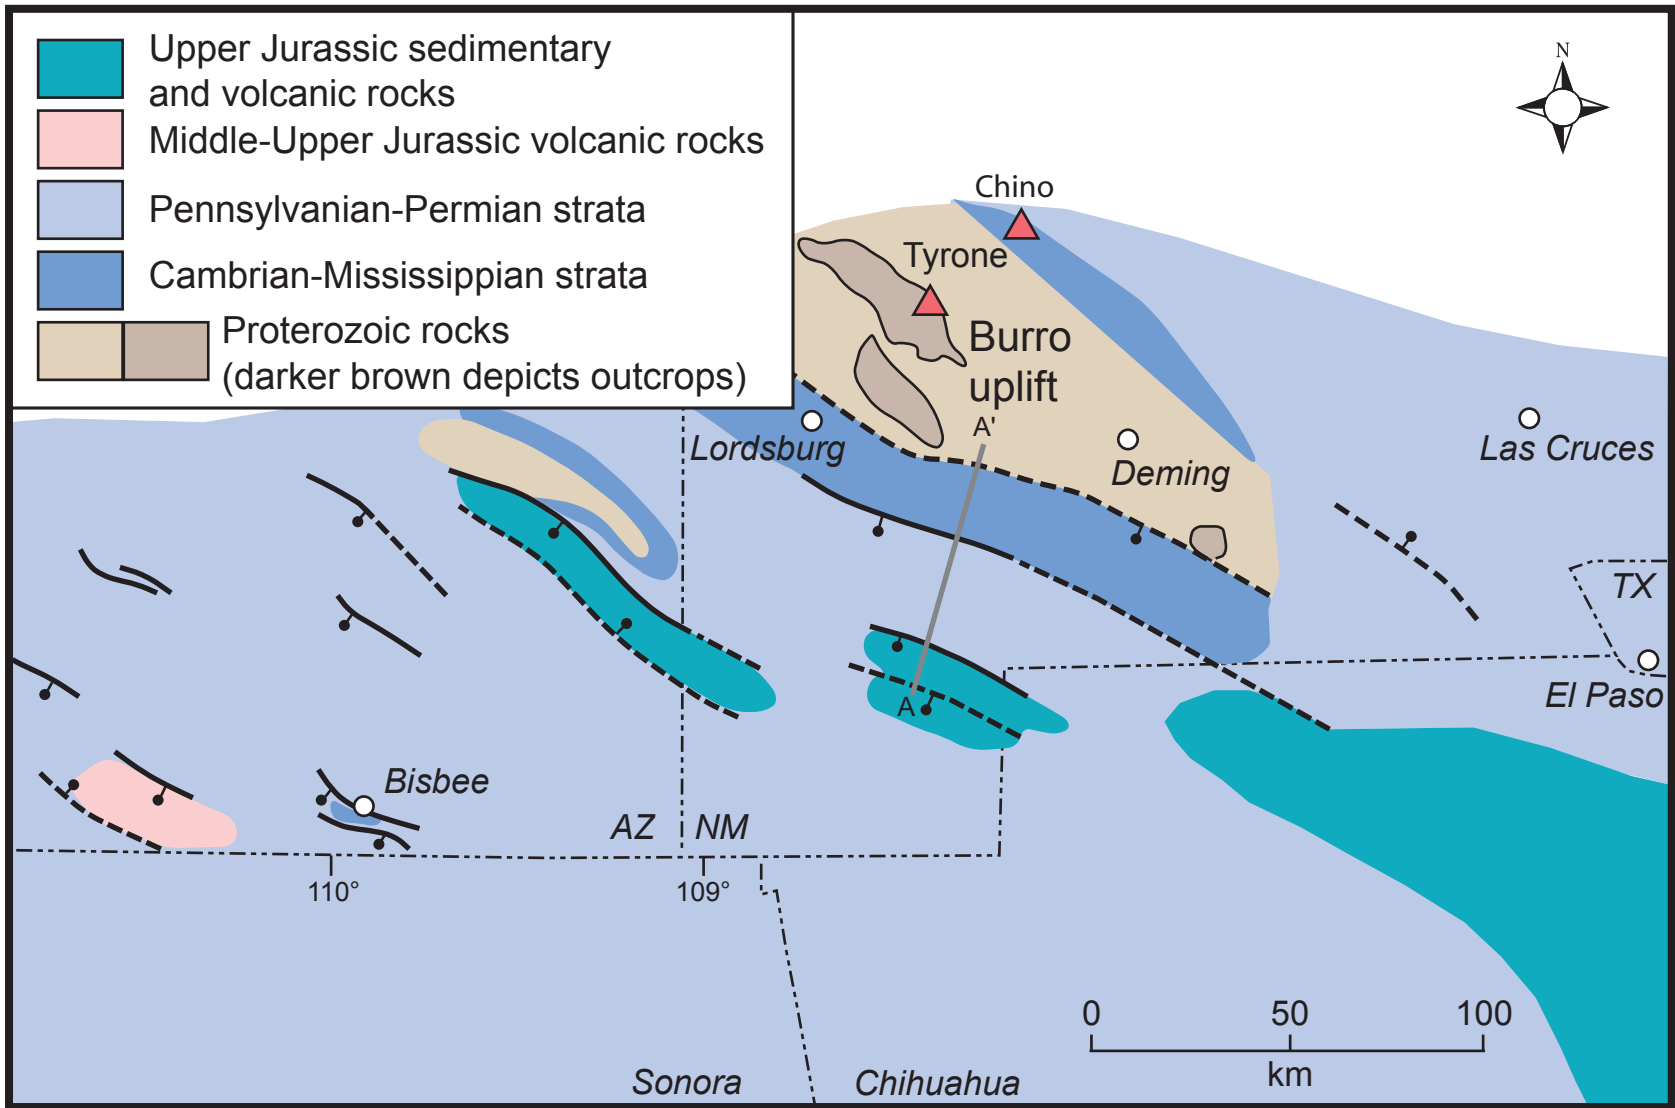 Upper Jurassic sedimentary
and volcanic rocks
Middle-Upper Jurassic volcanic rocks
Pennsylvanian-Permian strata
Cambrian-Mississippian strata
Proterozoic rocks
(darker brown depicts outcrops)
N
Chino
Tyrone
Burro
uplift
A'
Lordsburg
Deming
Las Cruces
TX
El Paso
A
Bisbee
AZ
NM
110°
109°
0
50
100
km
Sonora
Chihuahua